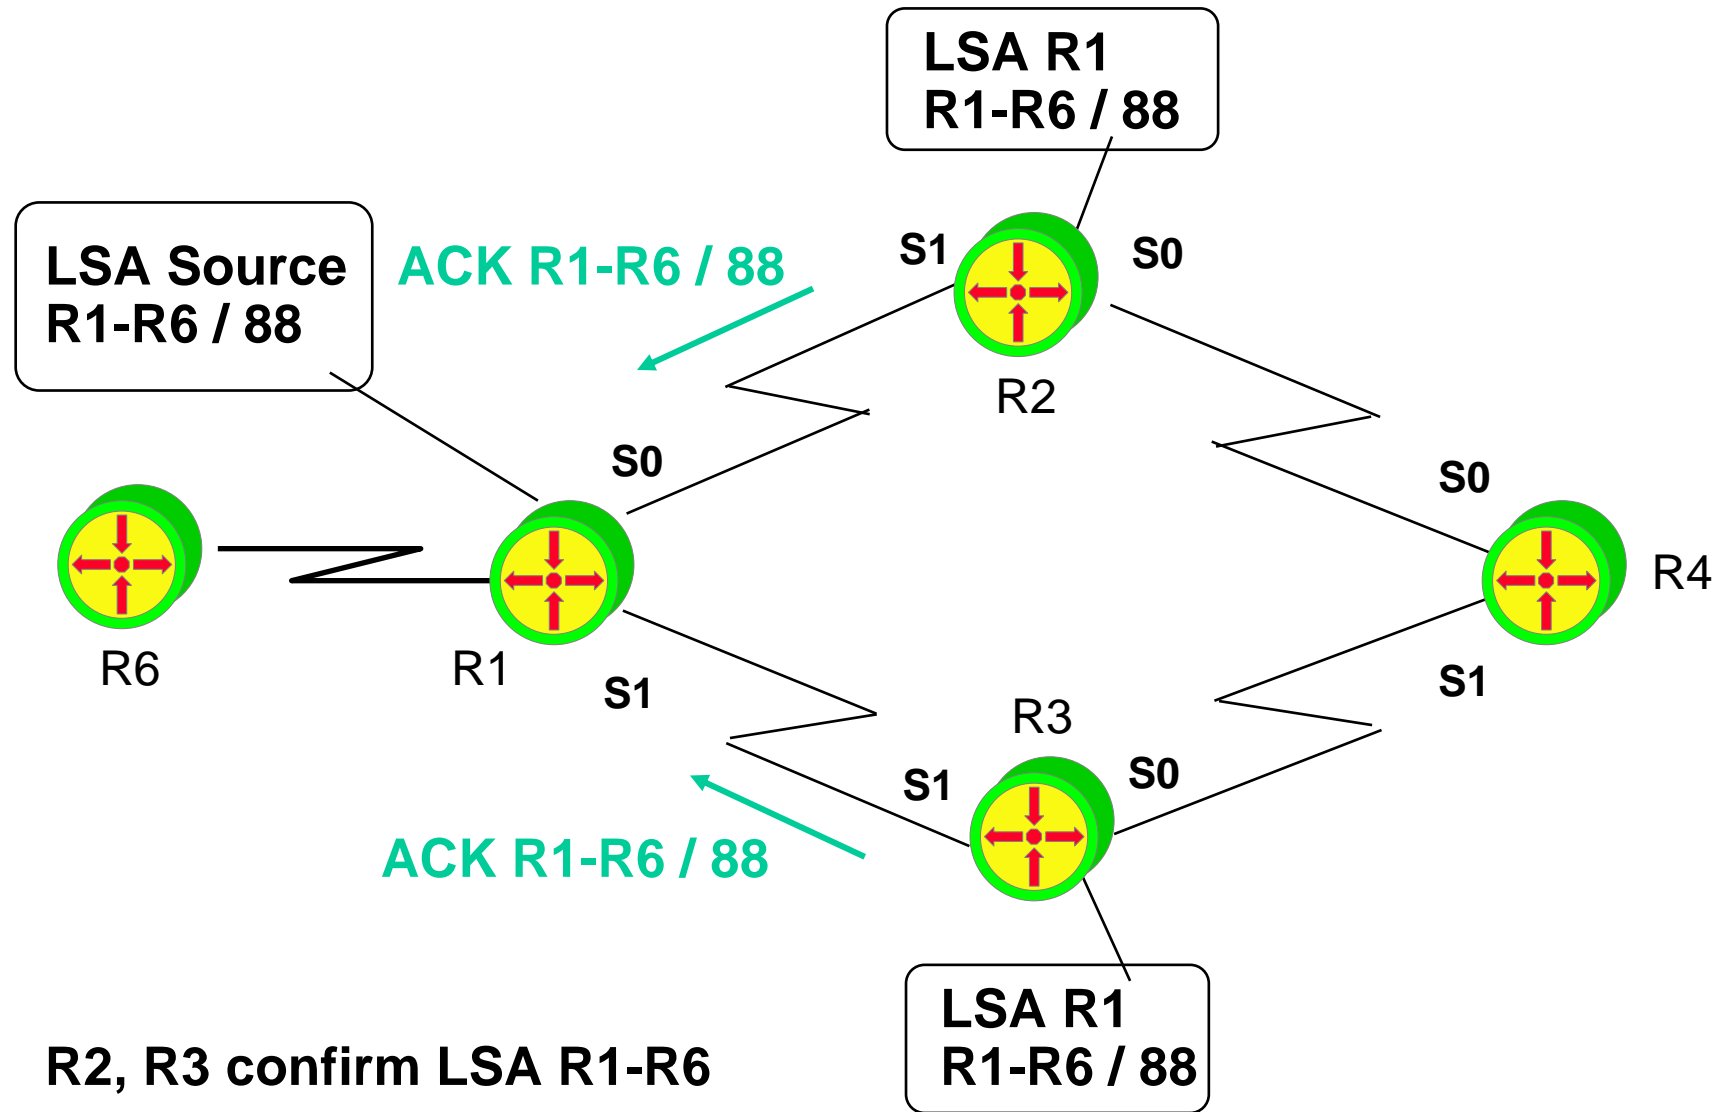 LSA R1
R1-R6 / 88
LSA Source
R1-R6 / 88
ACK R1-R6 / 88
S1
S0
R2
S0
S0
R4
R6
R1
S1
S1
R3
S1
S0
ACK R1-R6 / 88
LSA R1
R1-R6 / 88
R2, R3 confirm LSA R1-R6